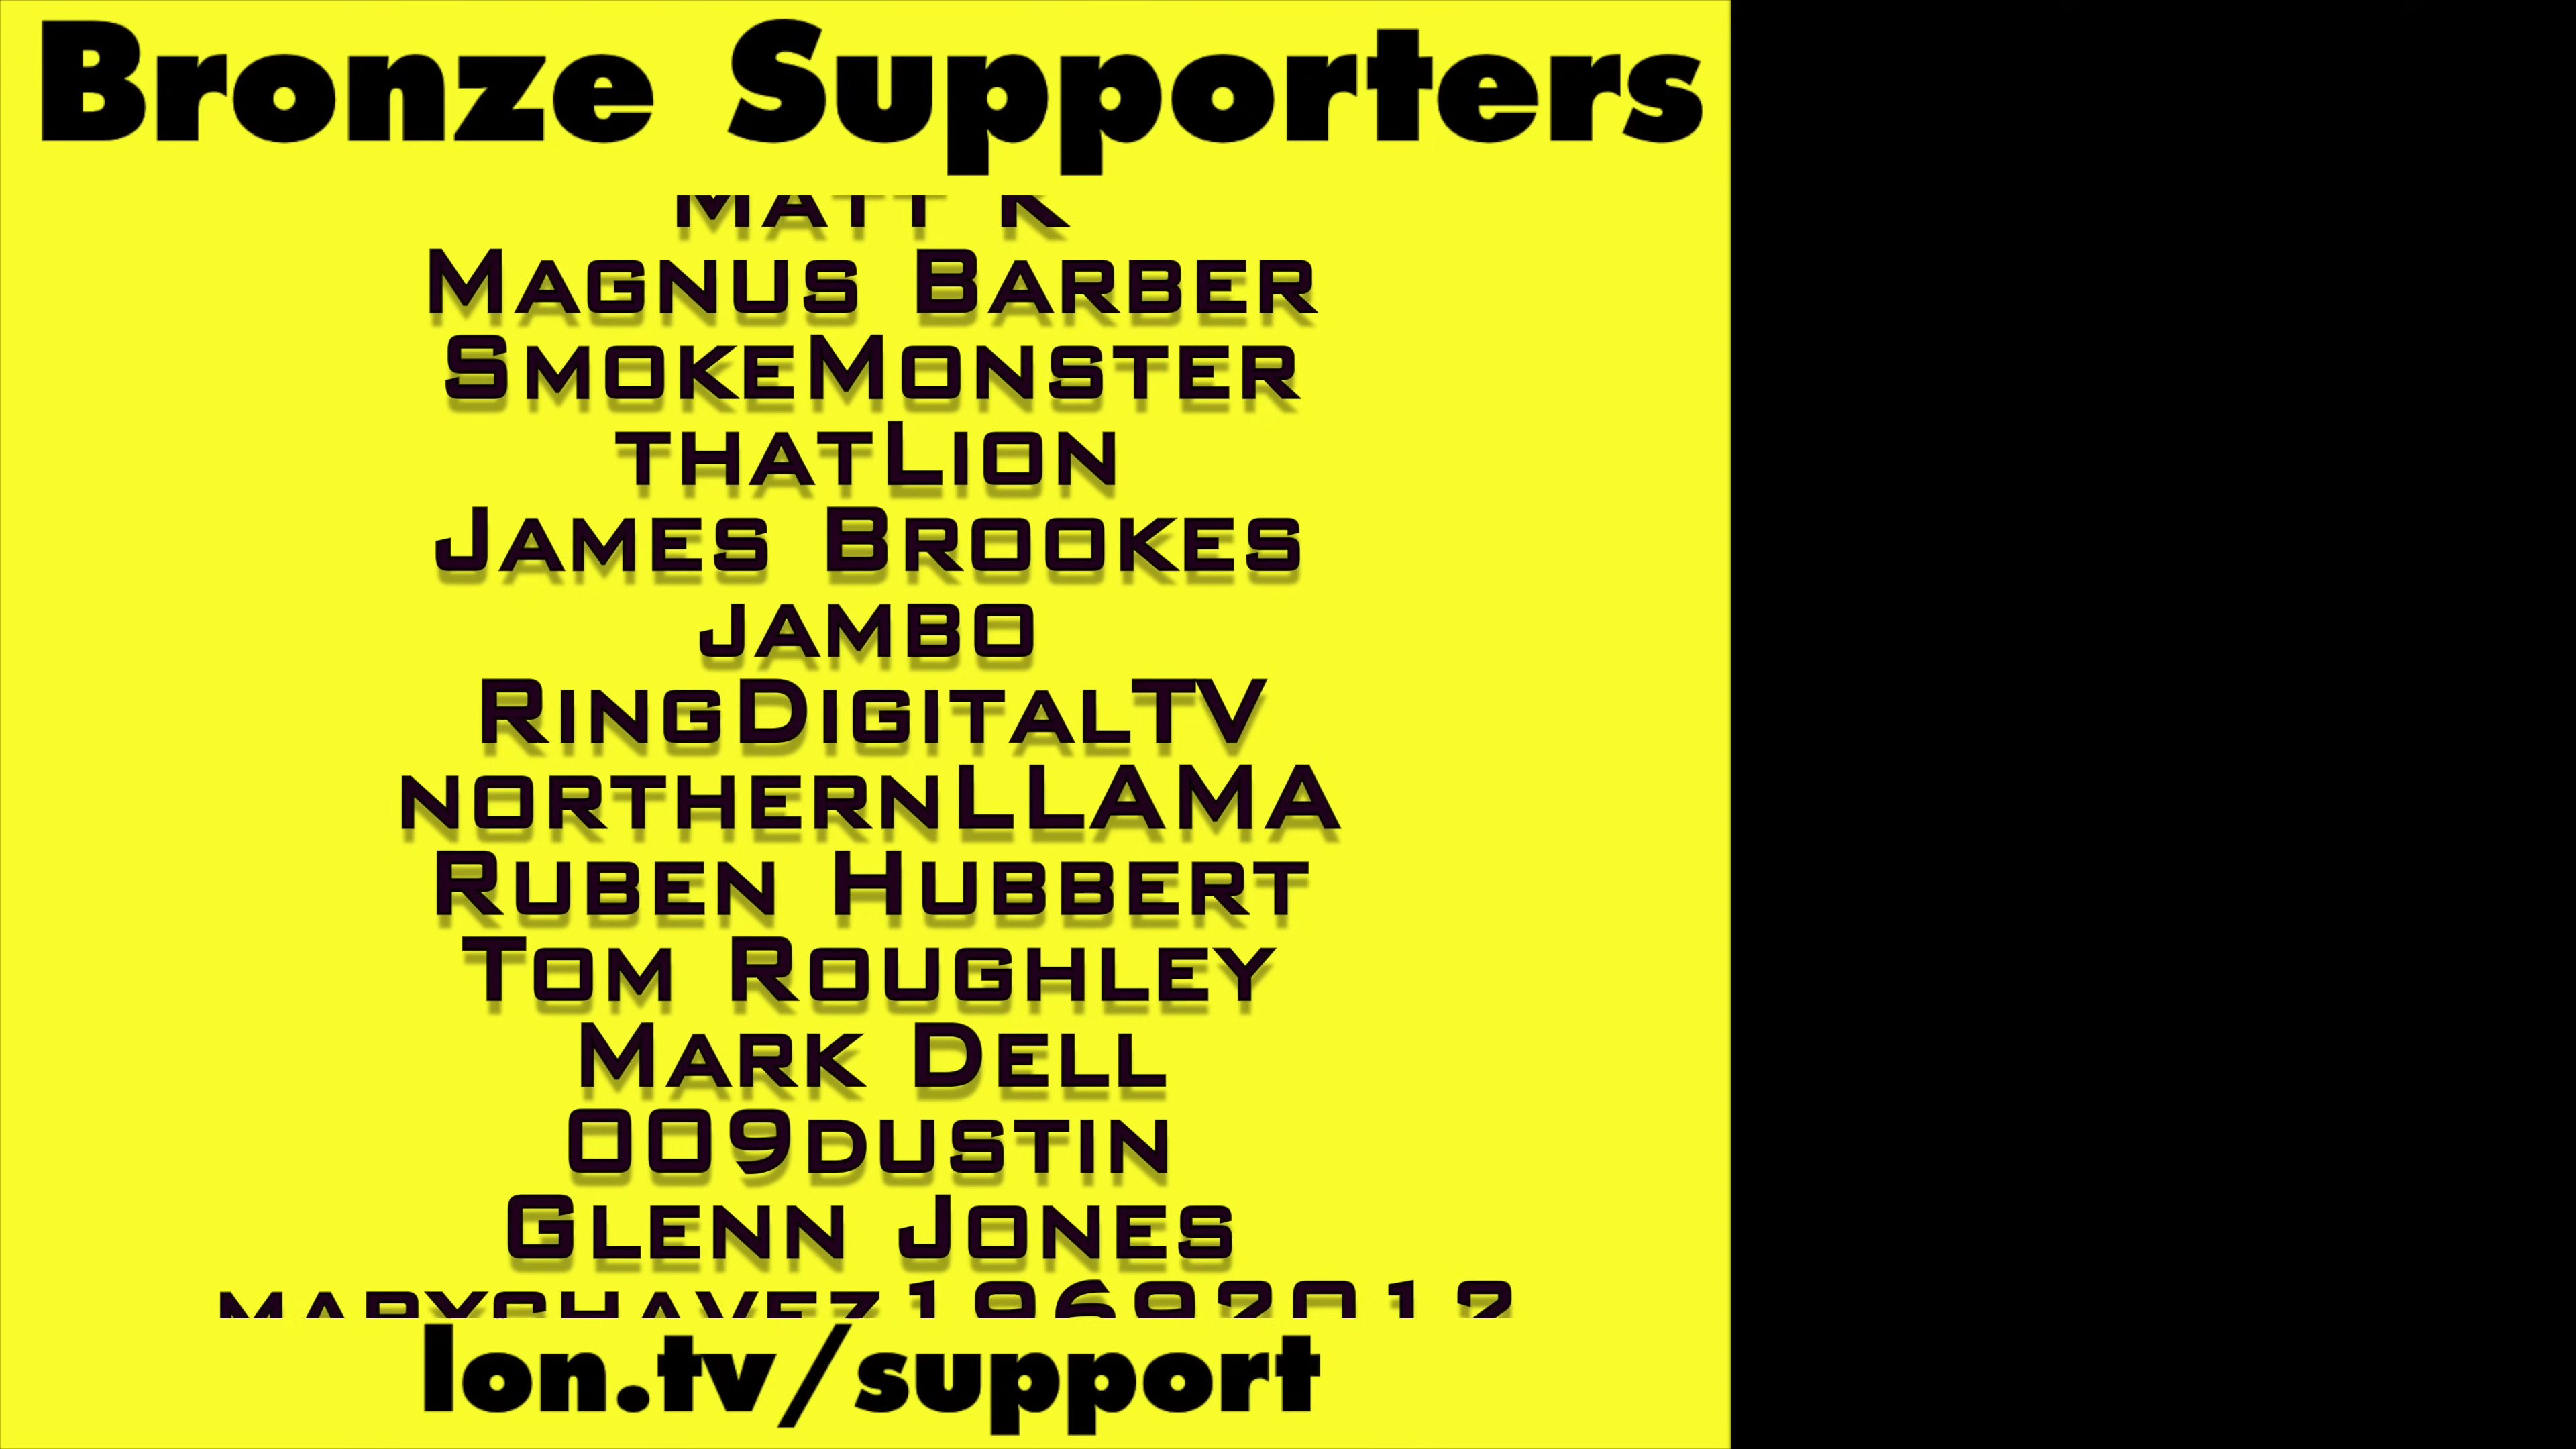 Bronze Supporters
Matt K
Magnus Barber
SmokeMonster
thatLion
James Brookes
jambo
RingDigitalTV
northernLLAMA
Ruben Hubbert
Tom Roughley
Mark Dell
009dustin
Glenn Jones
lon.tv/support